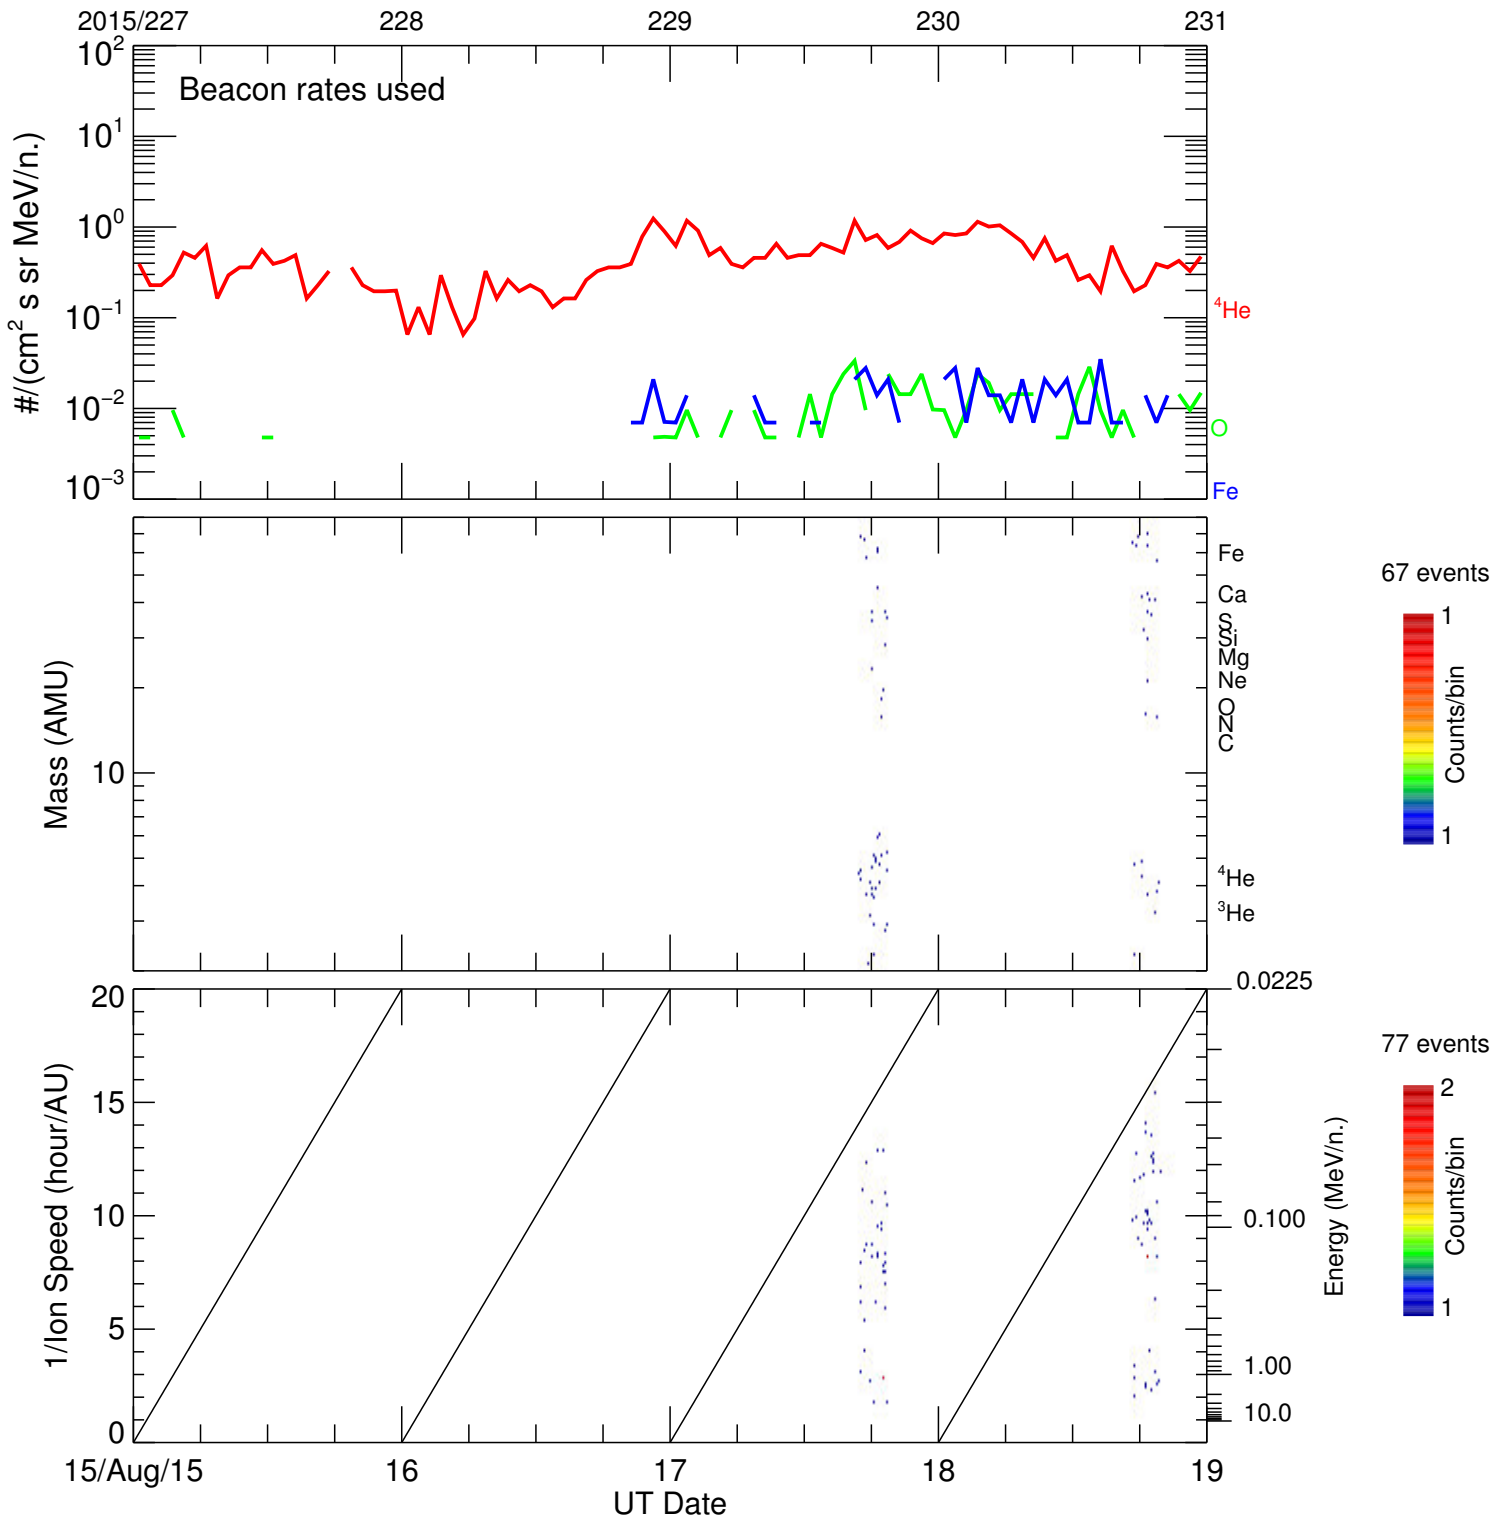 2015/227 228 229 230 231
Beacon rates used
#/(cm² s sr MeV/n.)
10²
10¹
10⁰
10⁻¹
10⁻²
10⁻³
⁴He
O
Fe
Mass (AMU)
10
Fe
Ca
S
Si
Mg
Ne
O
N
C
⁴He
³He
67 events
1
Counts/bin
1
1/Ion Speed (hour/AU)
20
15
10
5
0
0.0225
0.100
1.00
10.0
Energy (MeV/n.)
77 events
2
Counts/bin
1
15/Aug/15 16 17 18 19
UT Date